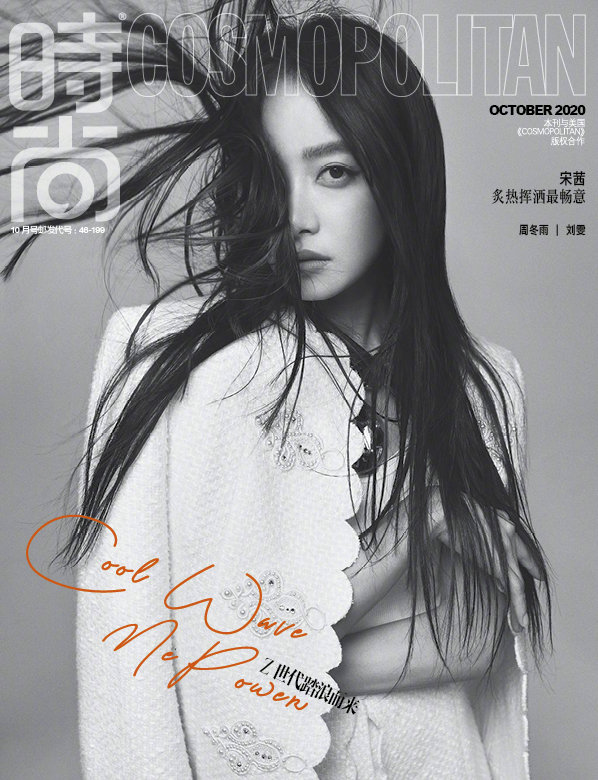 時尚
COSMOPOLITAN
OCTOBER 2020
本刊与美国
《COSMOPOLITAN》
版权合作
10月号邮发代号：46-199
宋茜
炙热挥洒最畅意
周冬雨 | 刘雯
Cool Wave
NePower
Z世代踏浪而来